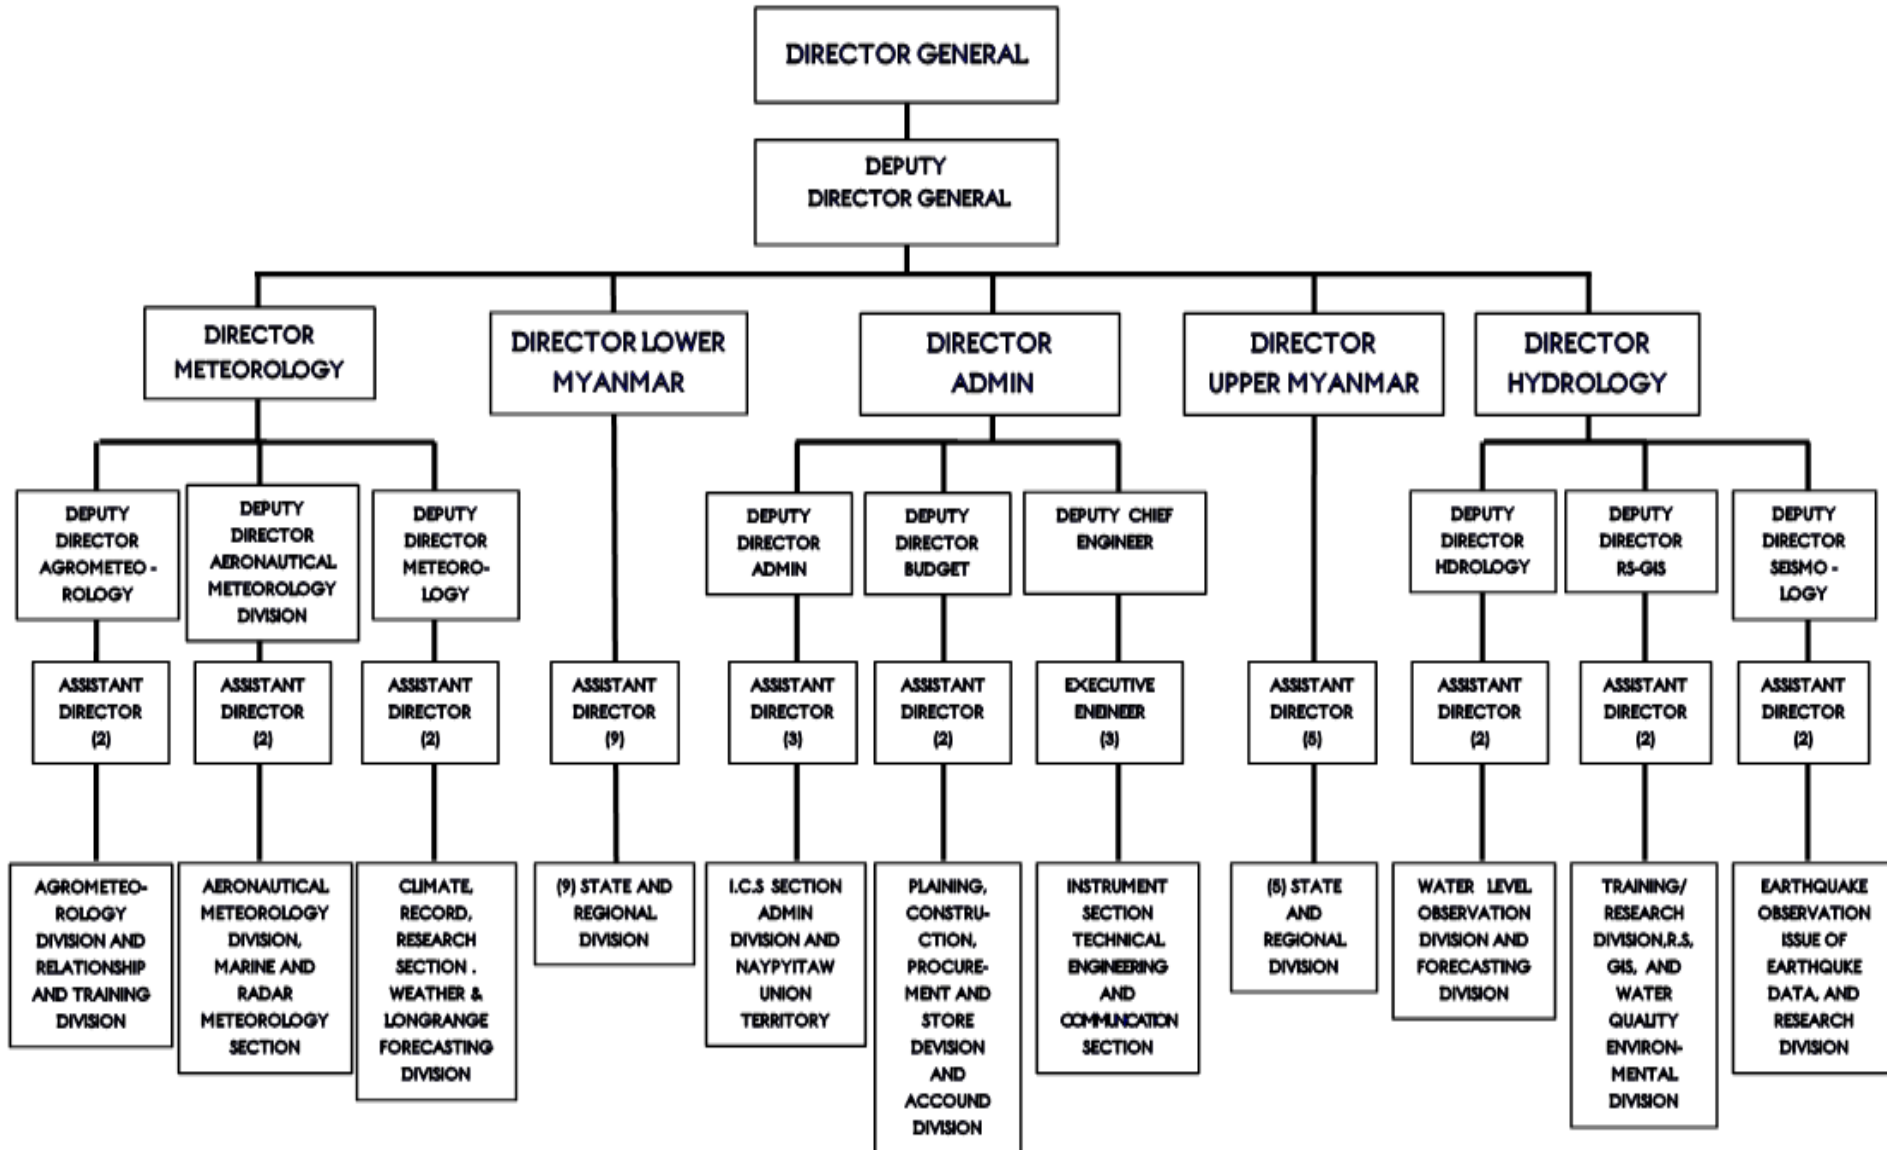 DIRECTOR GENERAL
DEPUTY
DIRECTOR GENERAL
DIRECTOR
METEOROLOGY
DIRECTOR LOWER
MYANMAR
DIRECTOR
ADMIN
DIRECTOR
UPPER MYANMAR
DIRECTOR
HYDROLOGY
DEPUTY
DIRECTOR
AGROMETEO -
ROLOGY
DEPUTY
DIRECTOR
AERONAUTICAL
METEOROLOGY
DIVISION
DEPUTY
DIRECTOR
METEORO-
LOGY
DEPUTY
DIRECTOR
ADMIN
DEPUTY
DIRECTOR
BUDGET
DEPUTY CHIEF
ENGINEER
DEPUTY
DIRECTOR
HDROLOGY
DEPUTY
DIRECTOR
RS-GIS
DEPUTY
DIRECTOR
SEISMO -
LOGY
ASSISTANT
DIRECTOR
(2)
ASSISTANT
DIRECTOR
(2)
ASSISTANT
DIRECTOR
(2)
ASSISTANT
DIRECTOR
(9)
ASSISTANT
DIRECTOR
(3)
ASSISTANT
DIRECTOR
(2)
EXECUTIVE
ENDINEER
(3)
ASSISTANT
DIRECTOR
(5)
ASSISTANT
DIRECTOR
(2)
ASSISTANT
DIRECTOR
(2)
ASSISTANT
DIRECTOR
(2)
AGROMETEO-
ROLOGY
DIVISION AND
RELATIONSHIP
AND TRAINING
DIVISION
AERONAUTICAL
METEOROLOGY
DIVISION,
MARINE AND
RADAR
METEOROLOGY
SECTION
CLIMATE,
RECORD,
RESEARCH
SECTION .
WEATHER &
LONGRANGE
FORECASTING
DIVISION
(9) STATE AND
REGIONAL
DIVISION
I.C.S SECTION
ADMIN
DIVISION AND
NAYPYITAW
UNION
TERRITORY
PLAINING,
CONSTRU-
CTION,
PROCURE-
MENT AND
STORE
DEVISION
AND
ACCOUND
DIVISION
INSTRUMENT
SECTION
TECHNICAL
ENGINEERING
AND
COMMUNCATION
SECTION
(5) STATE
AND
REGIONAL
DIVISION
WATER LEVEL
OBSERVATION
DIVISION AND
FORECASTING
DIVISION
TRAINING/
RESEARCH
DIVISION,R.S,
GIS, AND
WATER
QUALITY
ENVIRON-
MENTAL
DIVISION
EARTHQUAKE
OBSERVATION
ISSUE OF
EARTHQUKE
DATA, AND
RESEARCH
DIVISION